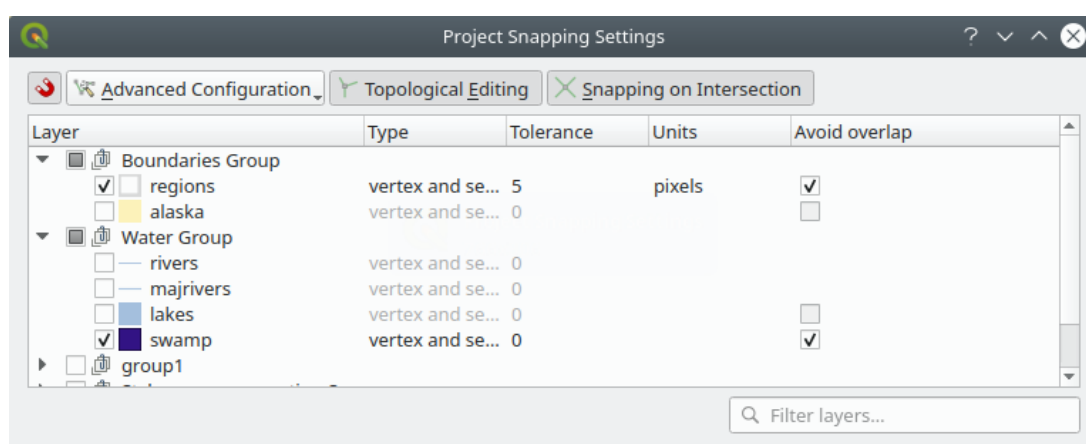 Project Snapping Settings
Advanced Configuration Topological Editing Snapping on Intersection
Layer Type Tolerance Units Avoid overlap
Boundaries Group
regions vertex and se... 5 pixels
alaska vertex and se... 0
Water Group
rivers vertex and se... 0
majrivers vertex and se... 0
lakes vertex and se... 0
swamp vertex and se... 0
group1
Filter layers...